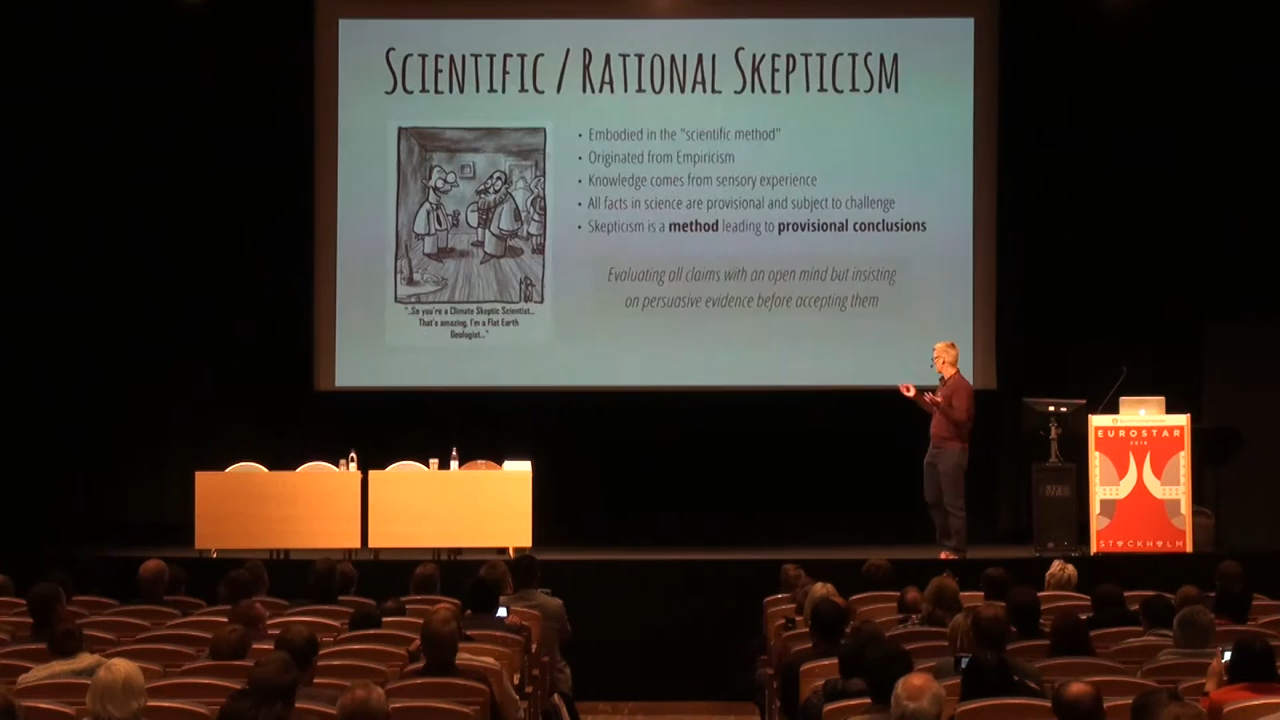 SCIENTIFIC / RATIONAL SKEPTICISM
• Embodied in the "scientific method"
• Originated from Empiricism
• Knowledge comes from sensory experience
• All facts in science are provisional and subject to challenge
• Skepticism is a method leading to provisional conclusions
Evaluating all claims with an open mind but insisting
on persuasive evidence before accepting them
"..So you're a Climate Skeptic Scientist...
That's amazing, I'm a Flat Earth
Geologist..."
EUROSTAR
2016
STOCKHOLM